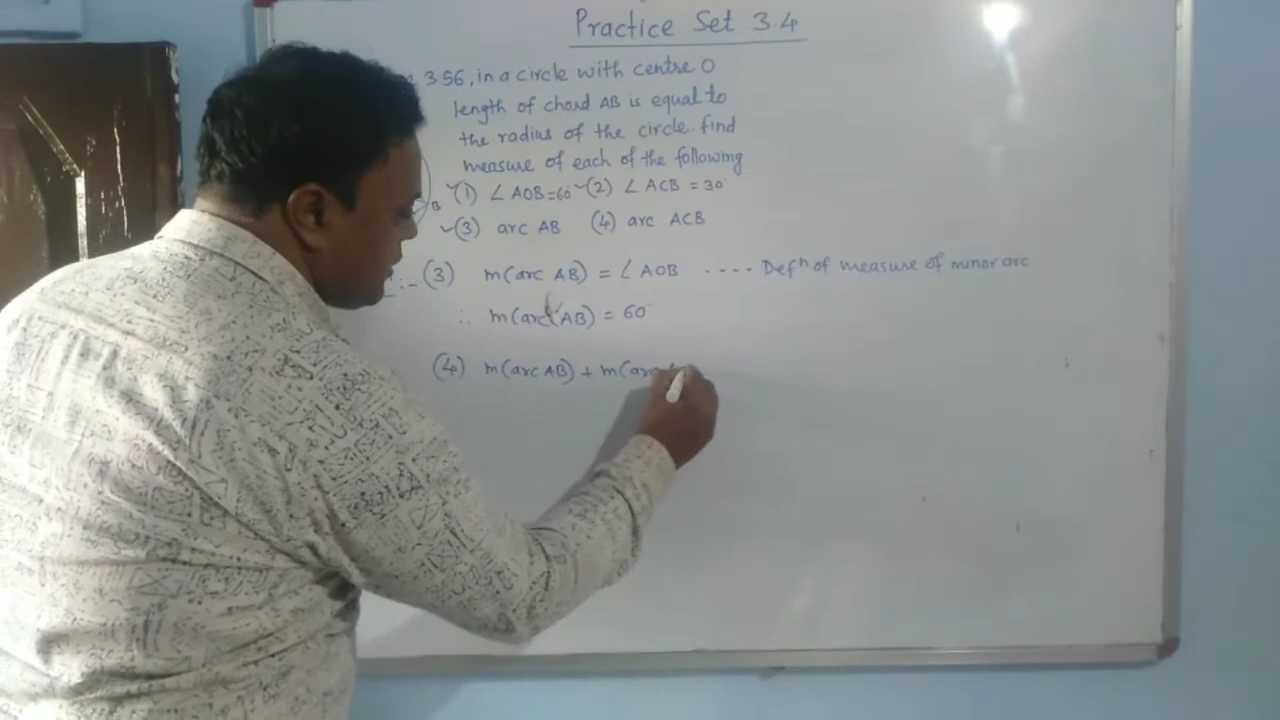 Practice Set 3.4
3.56, in a circle with centre O
length of chord AB is equal to
the radius of the circle. find
measure of each of the following
B (1) ∠ AOB=60° (2) ∠ ACB = 30°
(3) arc AB (4) arc ACB
:- (3) m(arc AB) = ∠ AOB ---- Defⁿ of measure of minor arc
∴ m(arc AB) = 60°
(4) m(arc AB) + m(arc